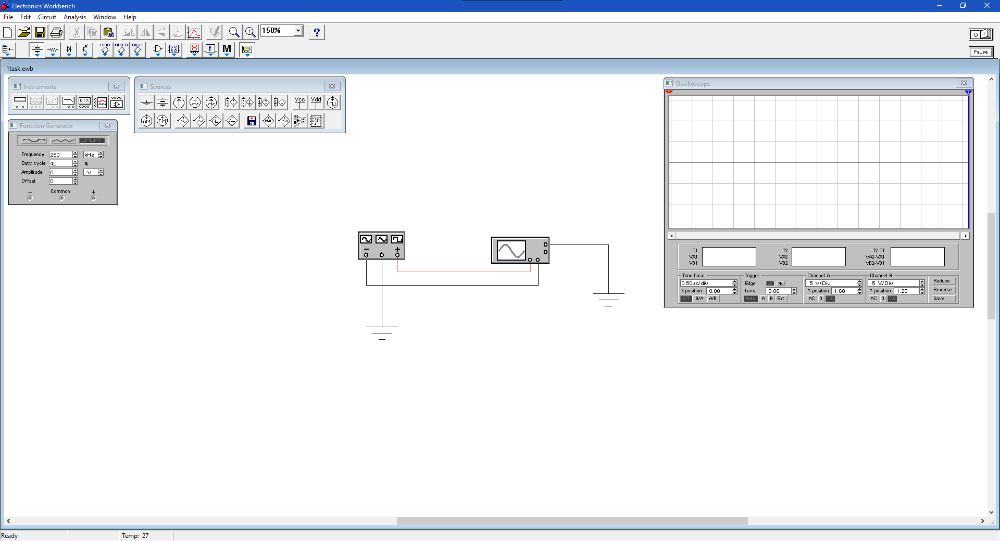 Electronics Workbench
File Edit Circuit Analysis Window Help
150%
?
ANA MIXED DIGIT
f M
Pause
1task.ewb
Instruments
Sources
Oscilloscope
Vcc Vdd
AM FM
PWL FSK
Function Generator
Frequency 250 kHz
Duty cycle 40 %
Amplitude 5 V
Offset 0
− Common +
− +
1 2
T1
VA1
VB1
T2
VA2
VB2
T2-T1
VA2-VA1
VB2-VB1
Time base
0.50µs/div
X position 0.00
Y/T B/A A/B
Trigger
Edge
Level 0.00
Auto A B Ext
Channel A
5 V/Div
Y position 1.60
AC 0 DC
Channel B
5 V/Div
Y position -1.20
AC 0 DC
Reduce
Reverse
Save
Ready
Temp: 27